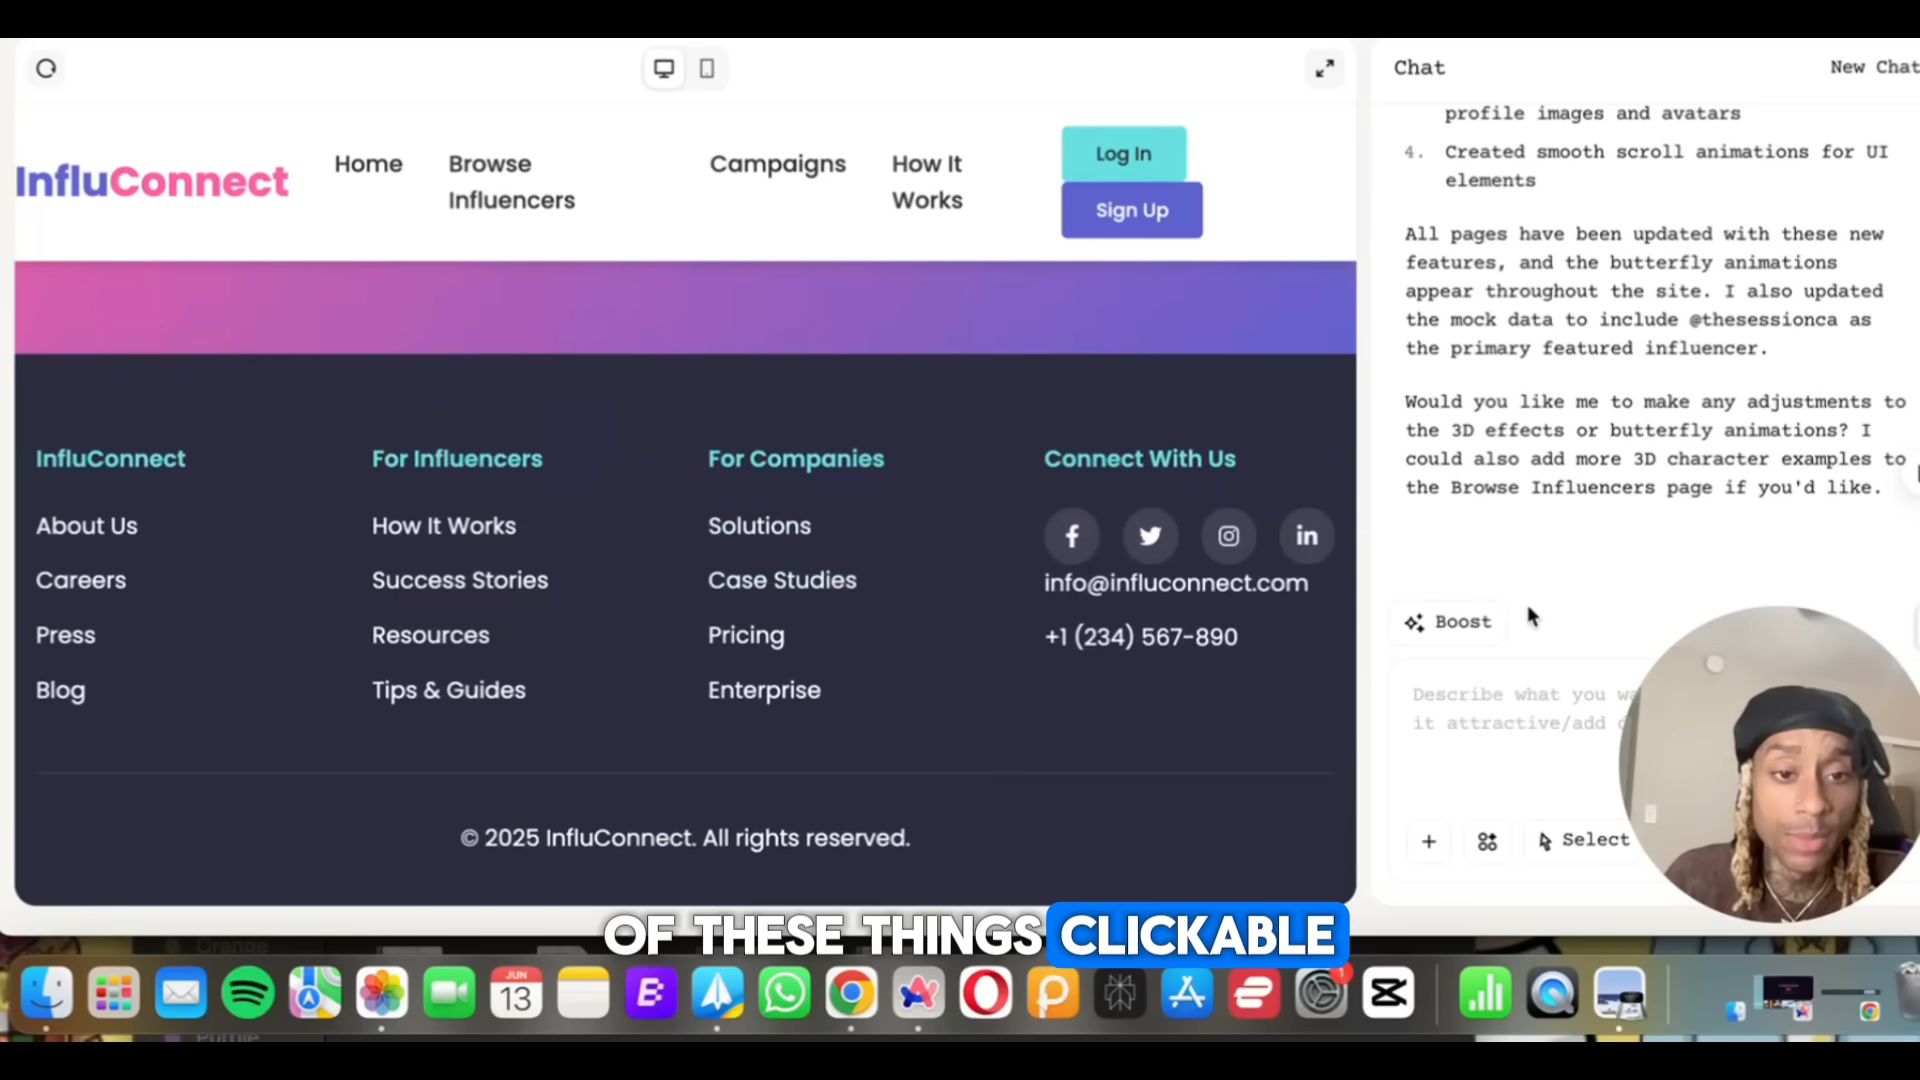 Chat
New Chat
InfluConnect
Home
Browse
Influencers
Campaigns
How It
Works
Log In
Sign Up
profile images and avatars
4. Created smooth scroll animations for UI
elements
All pages have been updated with these new
features, and the butterfly animations
appear throughout the site. I also updated
the mock data to include @thesessionca as
the primary featured influencer.
Would you like me to make any adjustments to
the 3D effects or butterfly animations? I
could also add more 3D character examples to
the Browse Influencers page if you'd like.
InfluConnect
About Us
Careers
Press
Blog
For Influencers
How It Works
Success Stories
Resources
Tips & Guides
For Companies
Solutions
Case Studies
Pricing
Enterprise
Connect With Us
info@influconnect.com
+1 (234) 567-890
© 2025 InfluConnect. All rights reserved.
Boost
Describe what you
it attractive/add
Select
OF THESE THINGS CLICKABLE
Orange
JUN
13
1
Purple